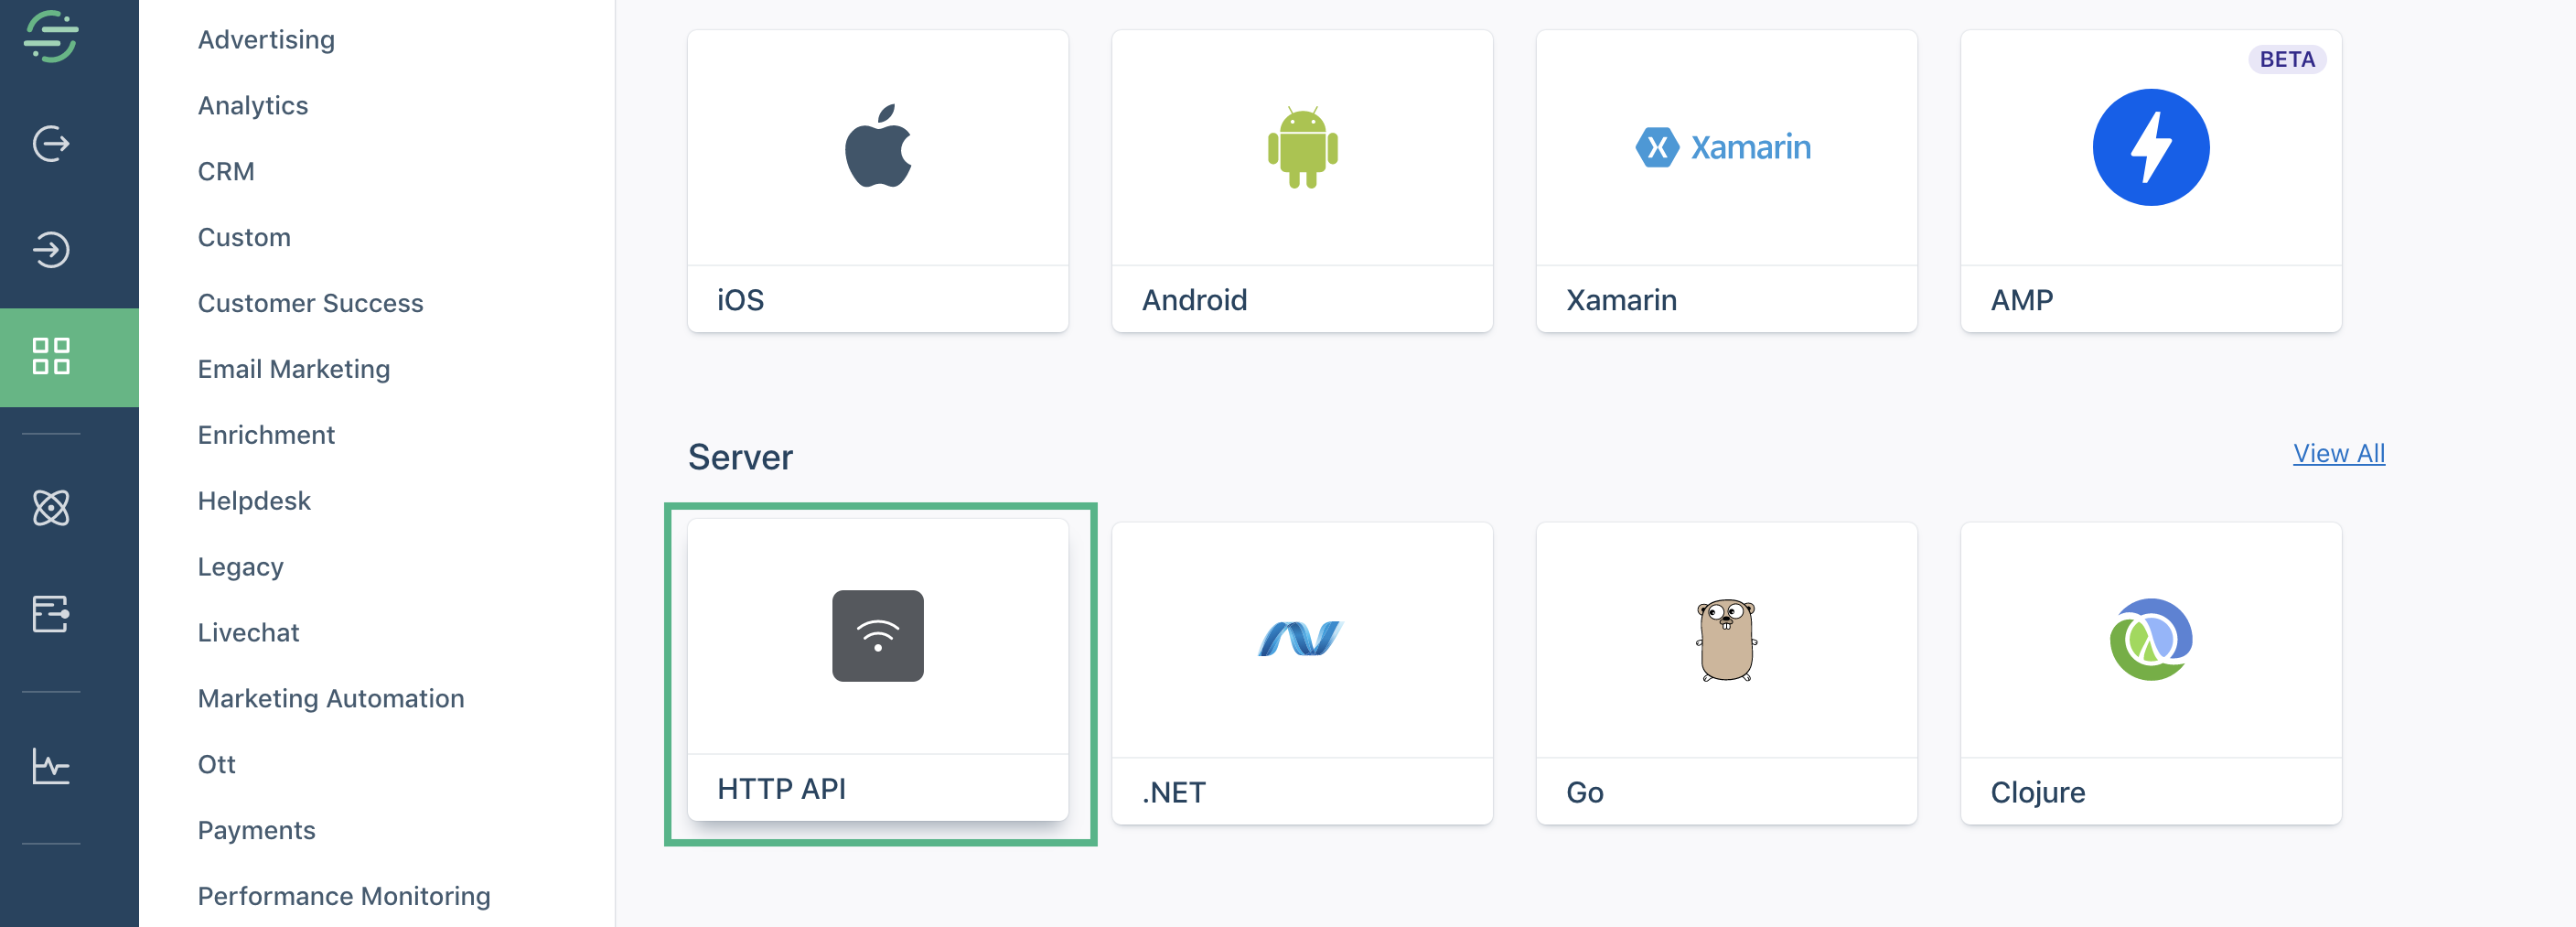 Advertising
Analytics
CRM
Custom
Customer Success
Email Marketing
Enrichment
Helpdesk
Legacy
Livechat
Marketing Automation
Ott
Payments
Performance Monitoring
BETA
X Xamarin
iOS
Android
Xamarin
AMP
Server
View All
HTTP API
.NET
Go
Clojure